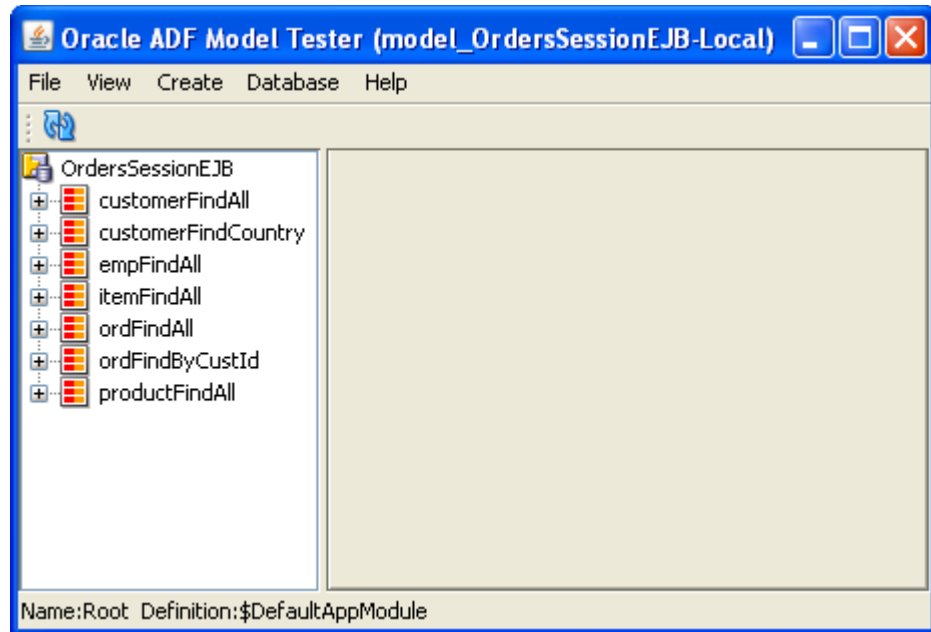 Oracle ADF Model Tester (model_OrdersSessionEJB-Local)
File View Create Database Help
OrdersSessionEJB
customerFindAll
customerFindCountry
empFindAll
itemFindAll
ordFindAll
ordFindByCustId
productFindAll
Name:Root Definition:$DefaultAppModule